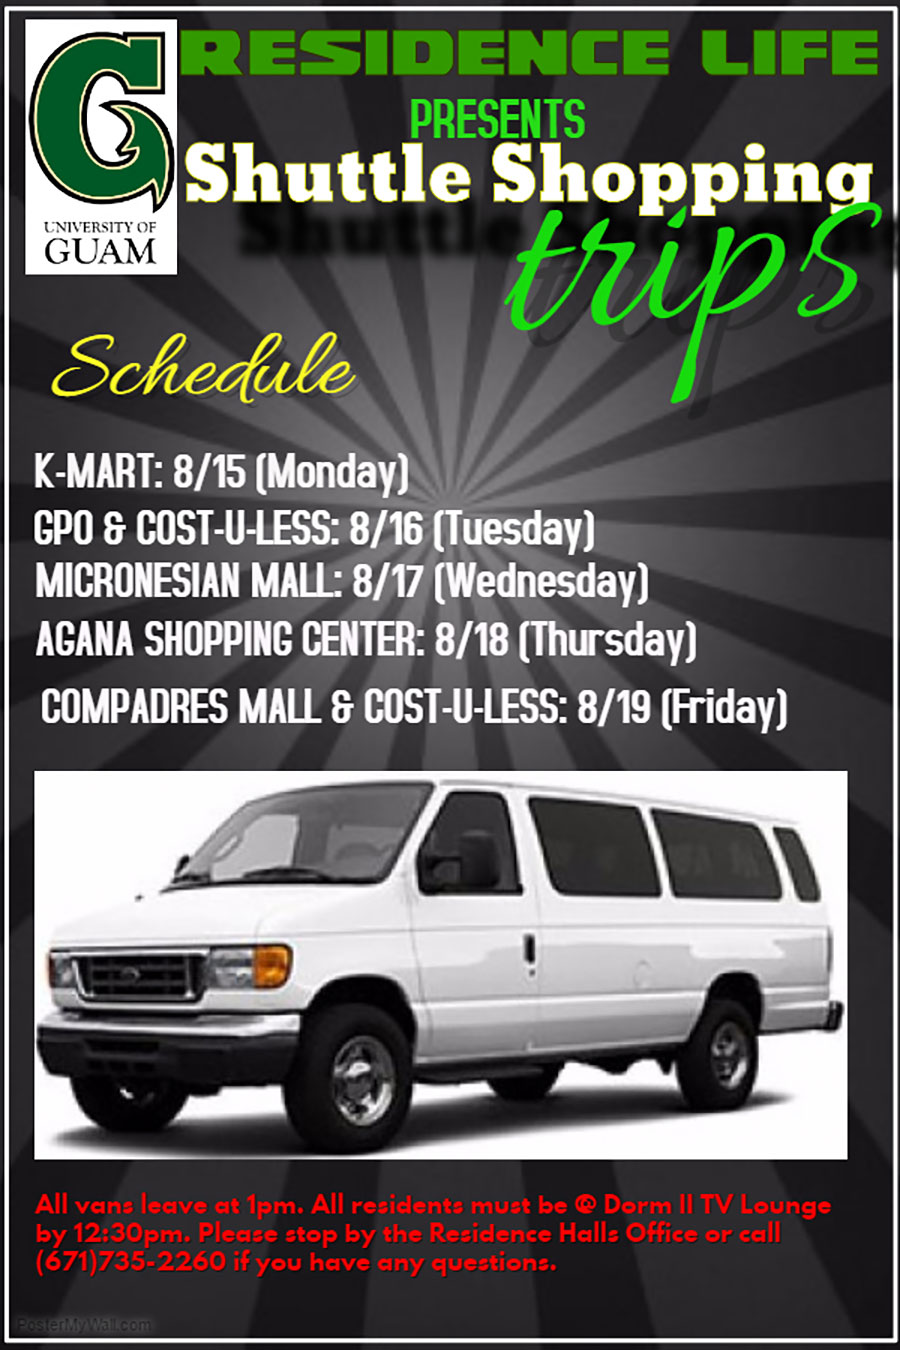 G
UNIVERSITY OF
GUAM
RESIDENCE LIFE
PRESENTS
Shuttle Shopping
trips
Schedule
K-MART: 8/15 (Monday)
GPO & COST-U-LESS: 8/16 (Tuesday)
MICRONESIAN MALL: 8/17 (Wednesday)
AGANA SHOPPING CENTER: 8/18 (Thursday)
COMPADRES MALL & COST-U-LESS: 8/19 (Friday)
All vans leave at 1pm. All residents must be @ Dorm II TV Lounge
by 12:30pm. Please stop by the Residence Halls Office or call
(671)735-2260 if you have any questions.
PosterMyWall.com